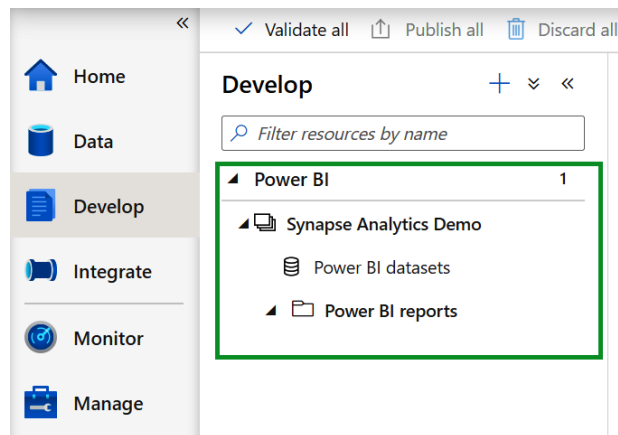 «
Validate all Publish all Discard all
Home
Data
Develop
Integrate
Monitor
Manage
Develop + «
Filter resources by name
Power BI 1
Synapse Analytics Demo
Power BI datasets
Power BI reports